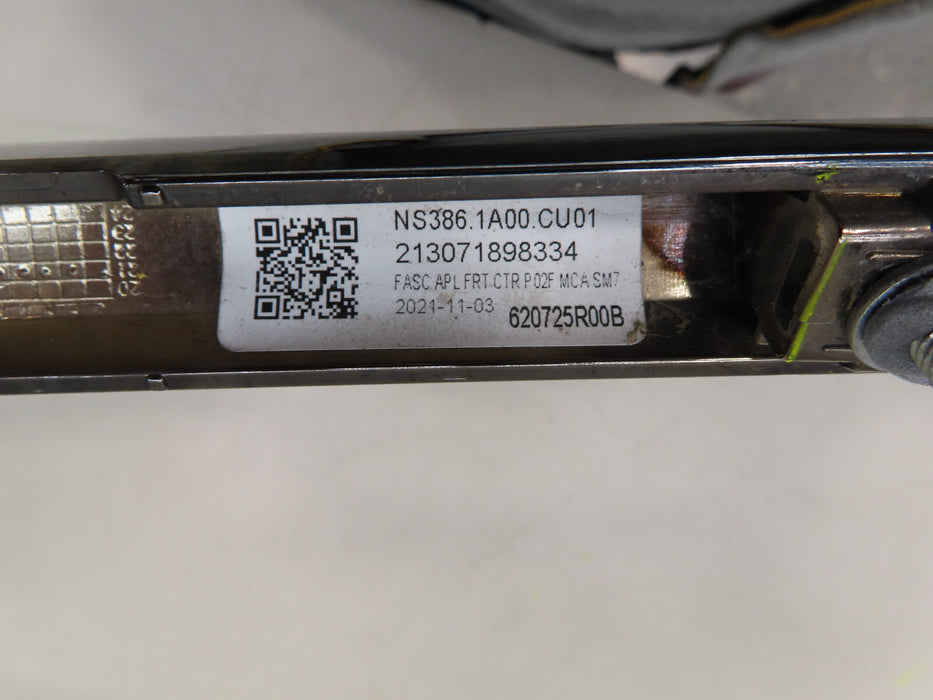 NS386.1A00.CU01
213071898334
FASC APL FRT CTR P02F MCA SM7
2021-11-03
620725R00B